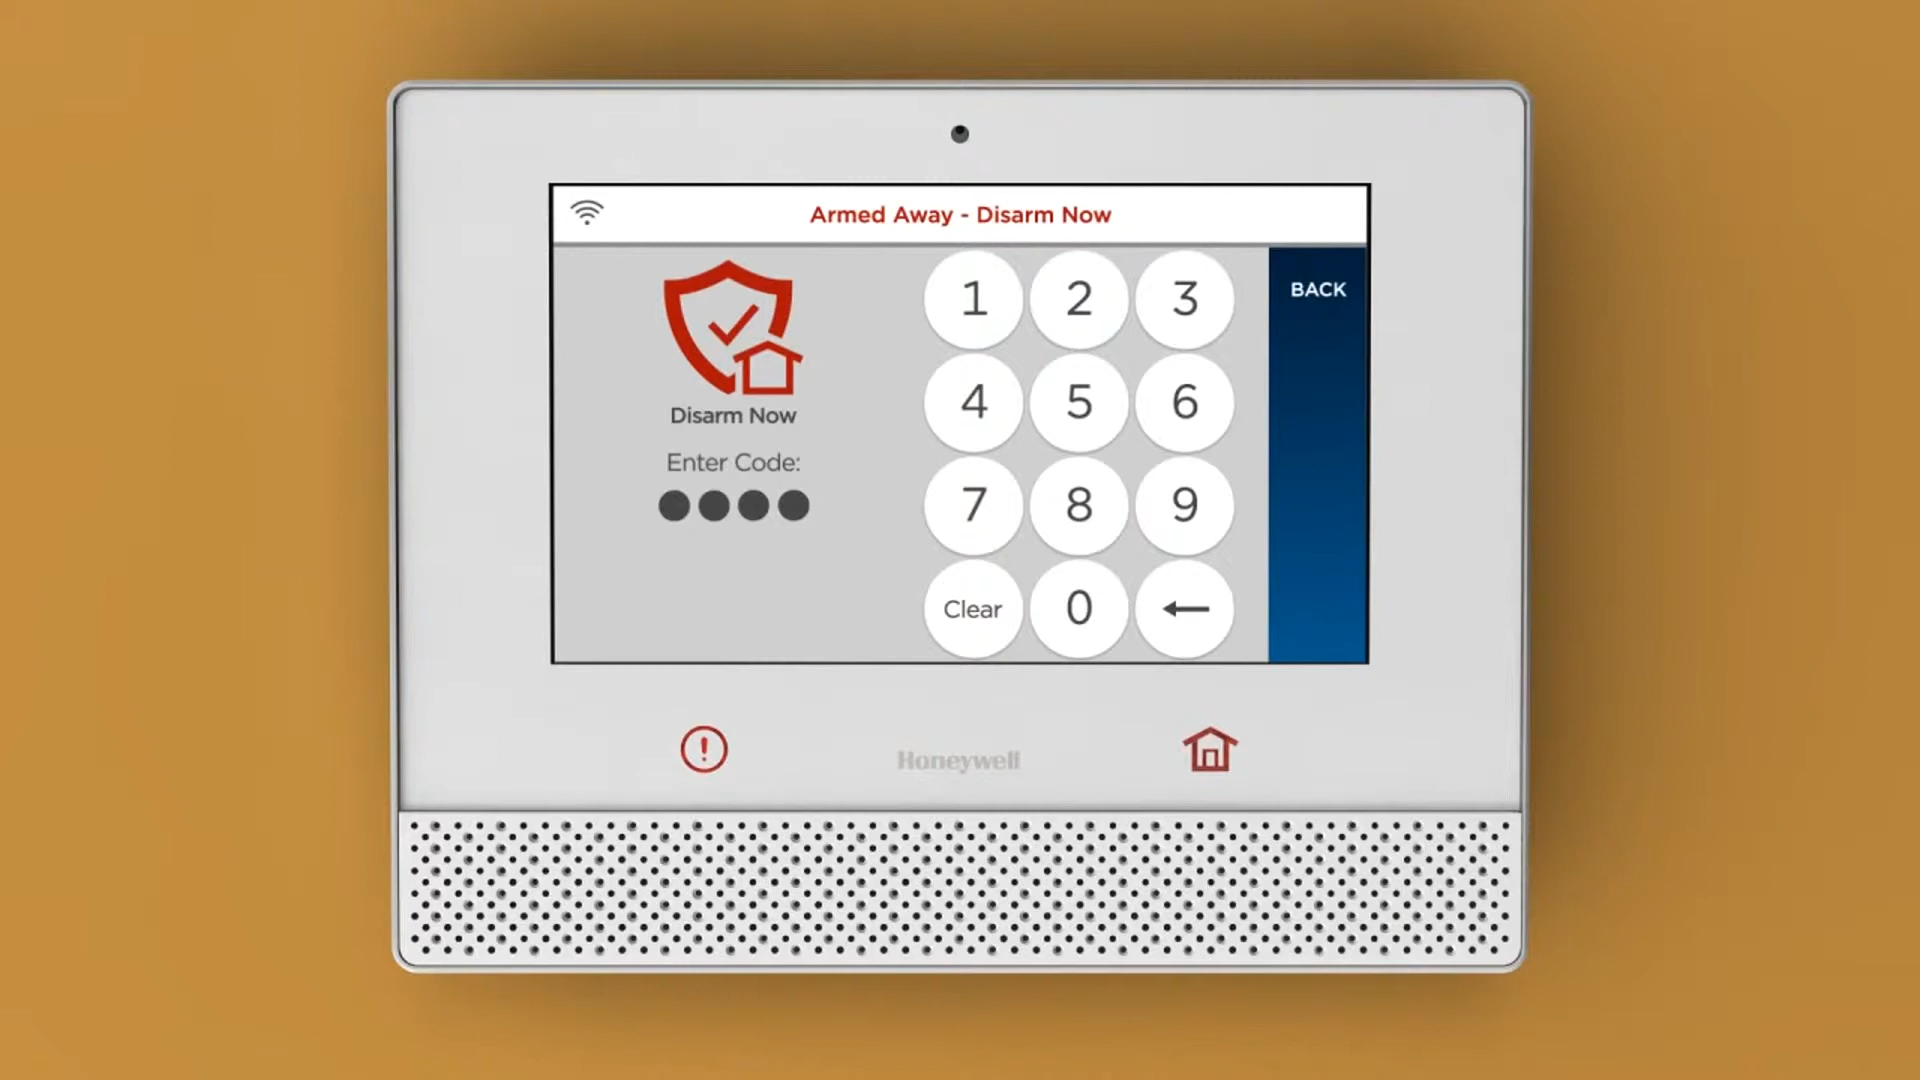 Armed Away - Disarm Now
BACK
Disarm Now
Enter Code:
1 2 3
4 5 6
7 8 9
Clear 0
Honeywell